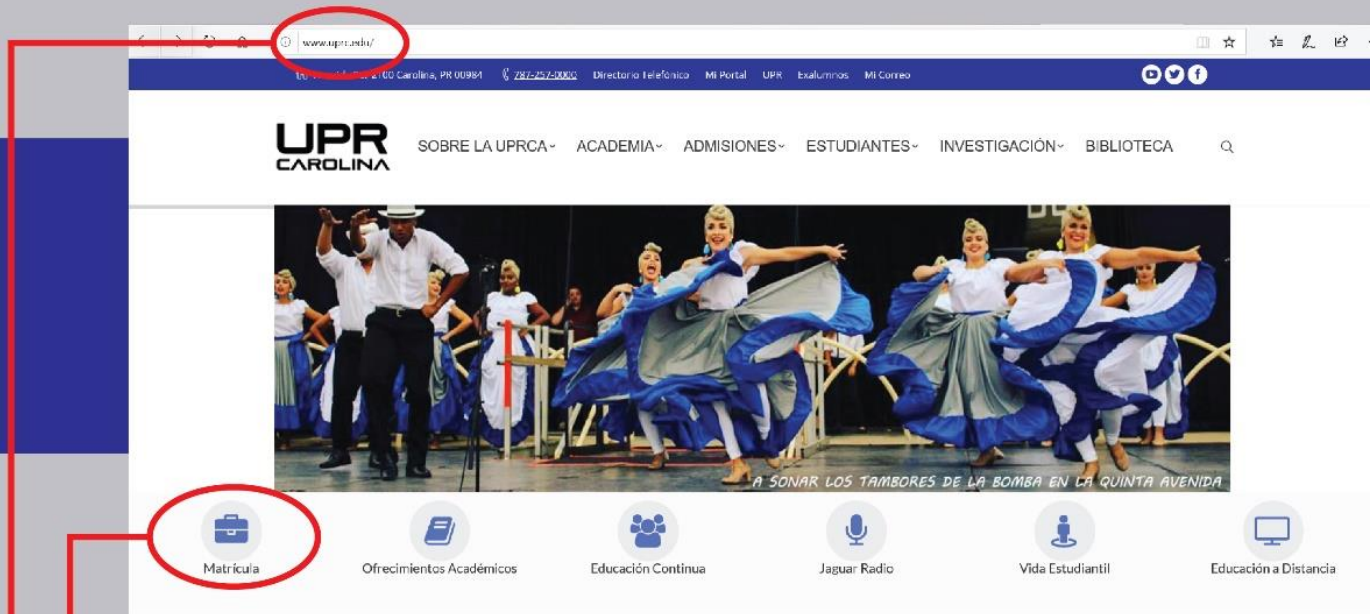 www.uprc.edu/
2100 Carolina, PR 00984 787-257-0000 Directorio Telefónico Mi Portal UPR Exalumnos Mi Correo
UPR
CAROLINA
SOBRE LA UPRCA ACADEMIA ADMISIONES ESTUDIANTES INVESTIGACIÓN BIBLIOTECA
A SONAR LOS TAMBORES DE LA BOMBA EN LA QUINTA AVENIDA
Matrícula Ofrecimientos Académicos Educación Continua Jaguar Radio Vida Estudiantil Educación a Distancia